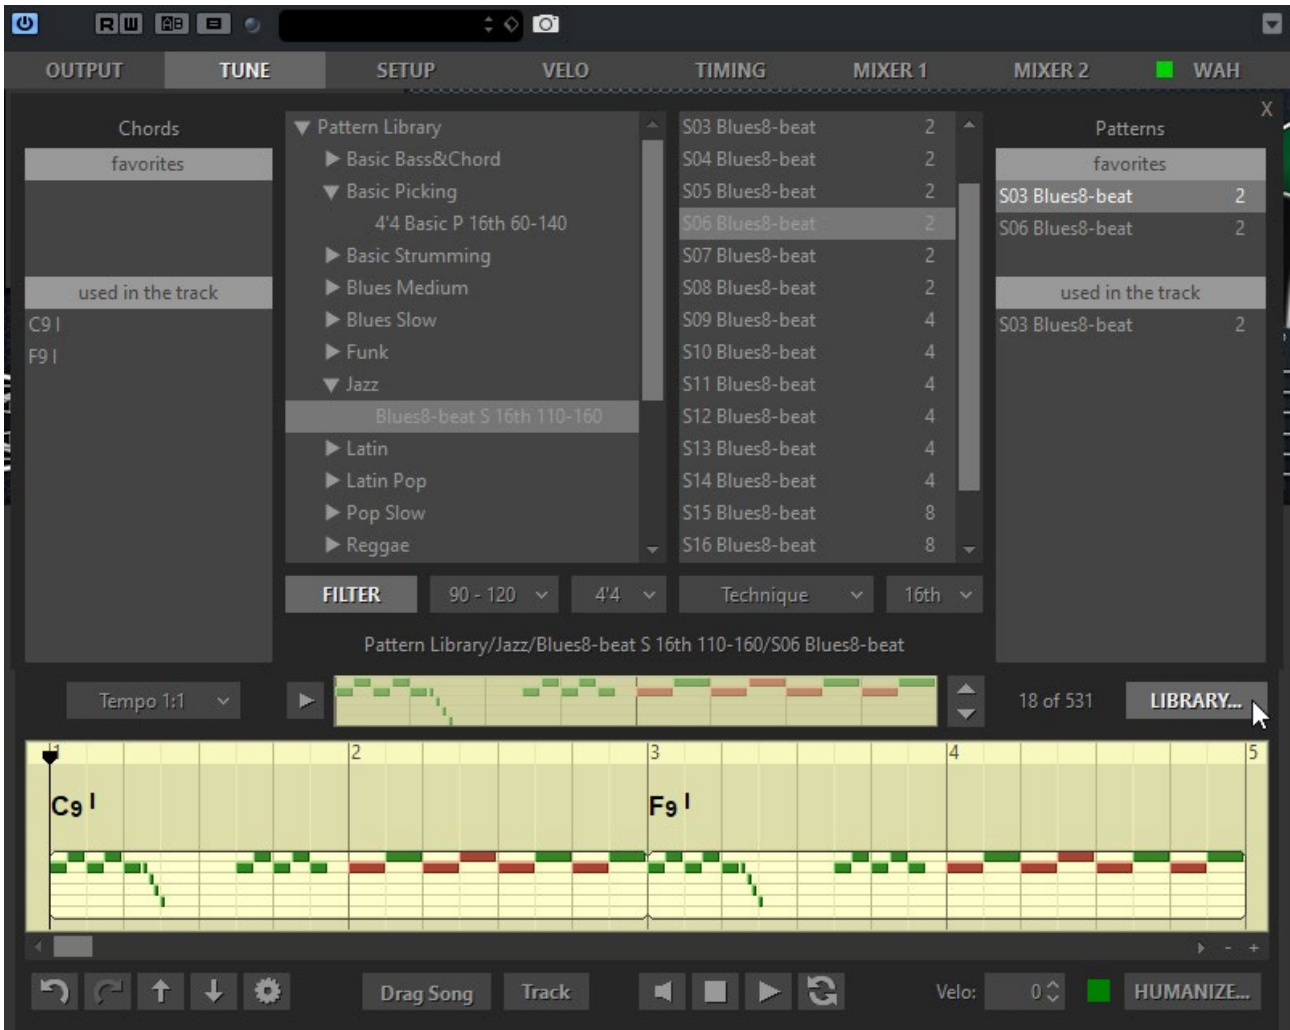 R W AB E
OUTPUT TUNE SETUP VELO TIMING MIXER 1 MIXER 2 WAH
X
Chords
favorites
used in the track
C9 I
F9 I
Pattern Library
Basic Bass&Chord
Basic Picking
4'4 Basic P 16th 60-140
Basic Strumming
Blues Medium
Blues Slow
Funk
Jazz
Blues8-beat S 16th 110-160
Latin
Latin Pop
Pop Slow
Reggae
S03 Blues8-beat 2
S04 Blues8-beat 2
S05 Blues8-beat 2
S06 Blues8-beat 2
S07 Blues8-beat 2
S08 Blues8-beat 2
S09 Blues8-beat 4
S10 Blues8-beat 4
S11 Blues8-beat 4
S12 Blues8-beat 4
S13 Blues8-beat 4
S14 Blues8-beat 4
S15 Blues8-beat 8
S16 Blues8-beat 8
Patterns
favorites
S03 Blues8-beat 2
S06 Blues8-beat 2
used in the track
S03 Blues8-beat 2
FILTER 90 - 120 4'4 Technique 16th
Pattern Library/Jazz/Blues8-beat S 16th 110-160/S06 Blues8-beat
Tempo 1:1 18 of 531 LIBRARY...
1 2 3 4 5
C9 I F9 I
- +
Drag Song Track Velo: 0 HUMANIZE...